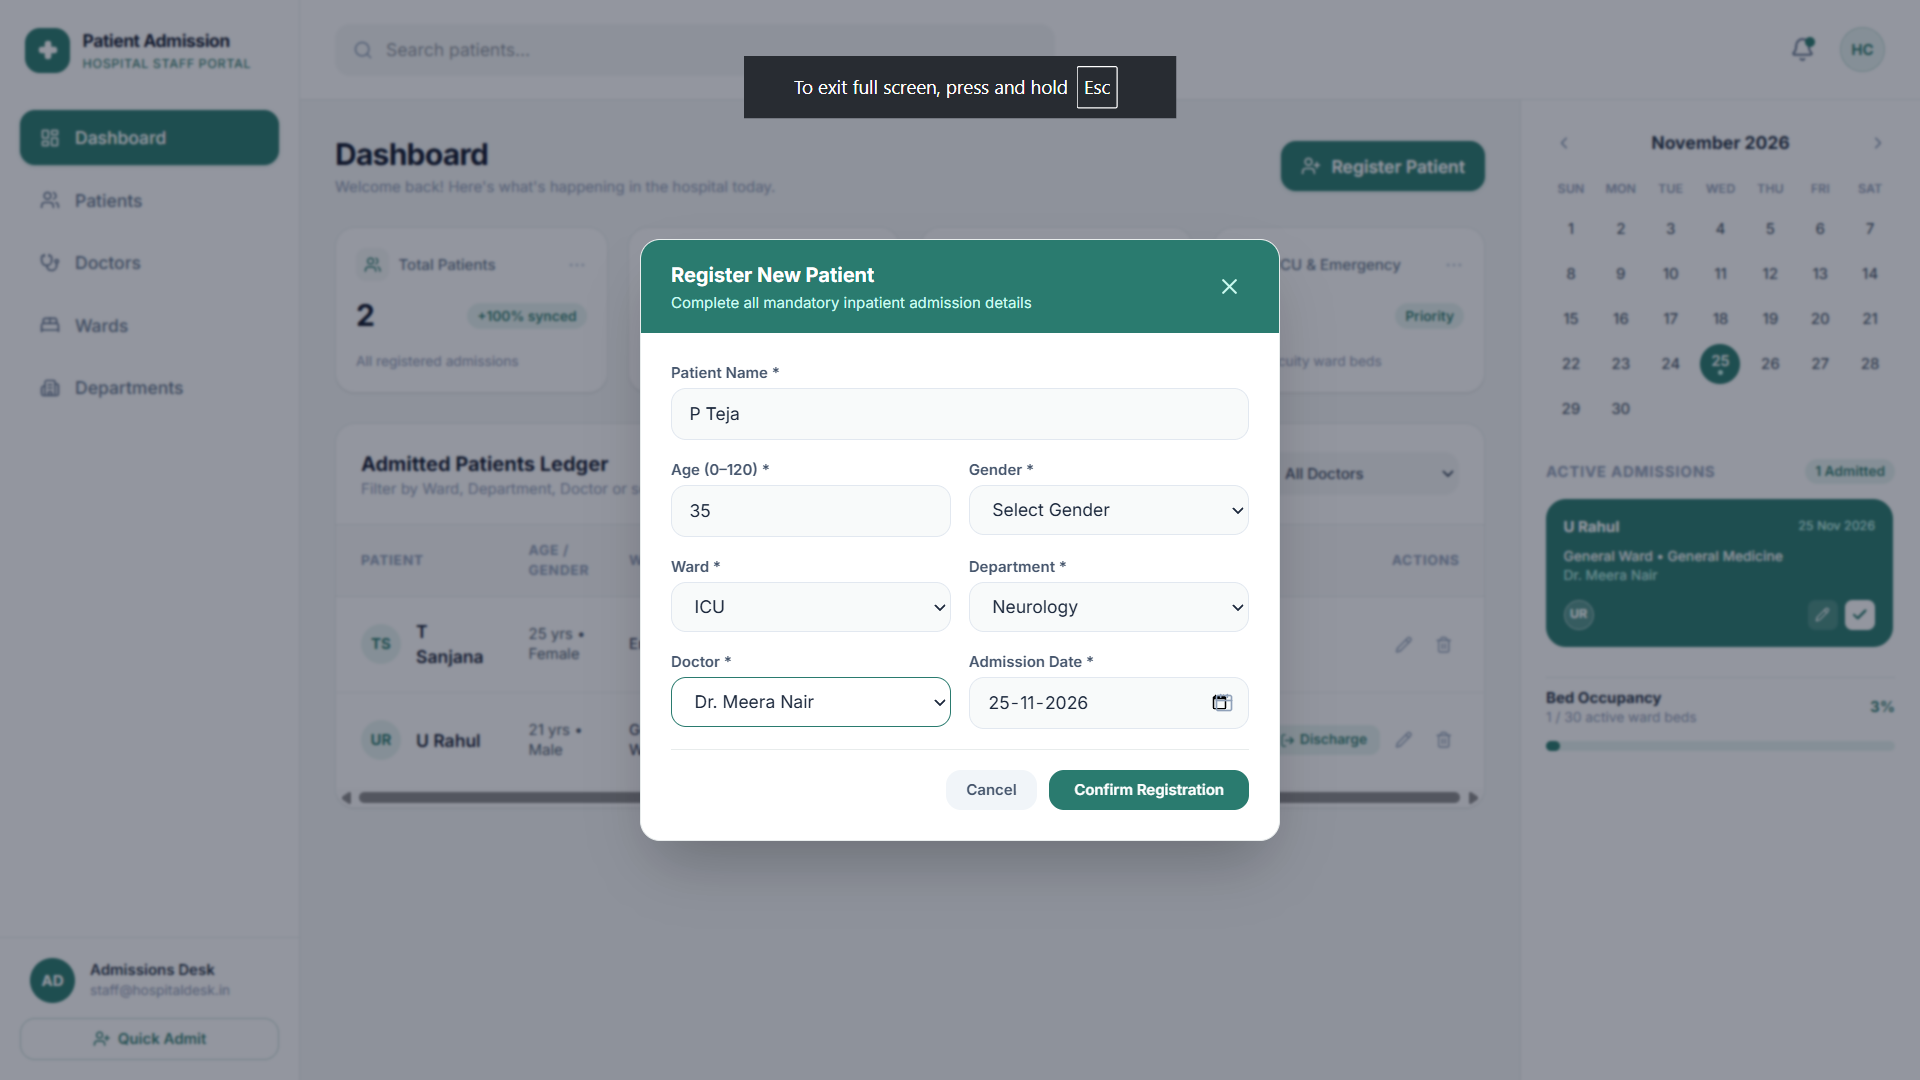 Patient Admission
HOSPITAL STAFF PORTAL
Dashboard
Patients
Doctors
Wards
Departments
AD
Admissions Desk
staff@hospitaldesk.in
Quick Admit
Search patients...
HC
To exit full screen, press and hold Esc
Dashboard
Welcome back! Here's what's happening in the hospital today.
Register Patient
Total Patients
2
+100% synced
All registered admissions
CU & Emergency
Priority
cuity ward beds
Admitted Patients Ledger
Filter by Ward, Department, Doctor or s
All Doctors
PATIENT
AGE /
GENDER
ACTIONS
TS
T
Sanjana
25 yrs •
Female
UR
U Rahul
21 yrs •
Male
Discharge
Register New Patient
Complete all mandatory inpatient admission details
Patient Name *
P Teja
Age (0–120) *
35
Gender *
Select Gender
Ward *
ICU
Department *
Neurology
Doctor *
Dr. Meera Nair
Admission Date *
25-11-2026
Cancel
Confirm Registration
November 2026
SUN MON TUE WED THU FRI SAT
1 2 3 4 5 6 7
8 9 10 11 12 13 14
15 16 17 18 19 20 21
22 23 24 25 26 27 28
29 30
ACTIVE ADMISSIONS
1 Admitted
U Rahul
25 Nov 2026
General Ward • General Medicine
Dr. Meera Nair
UR
Bed Occupancy
1 / 30 active ward beds
3%